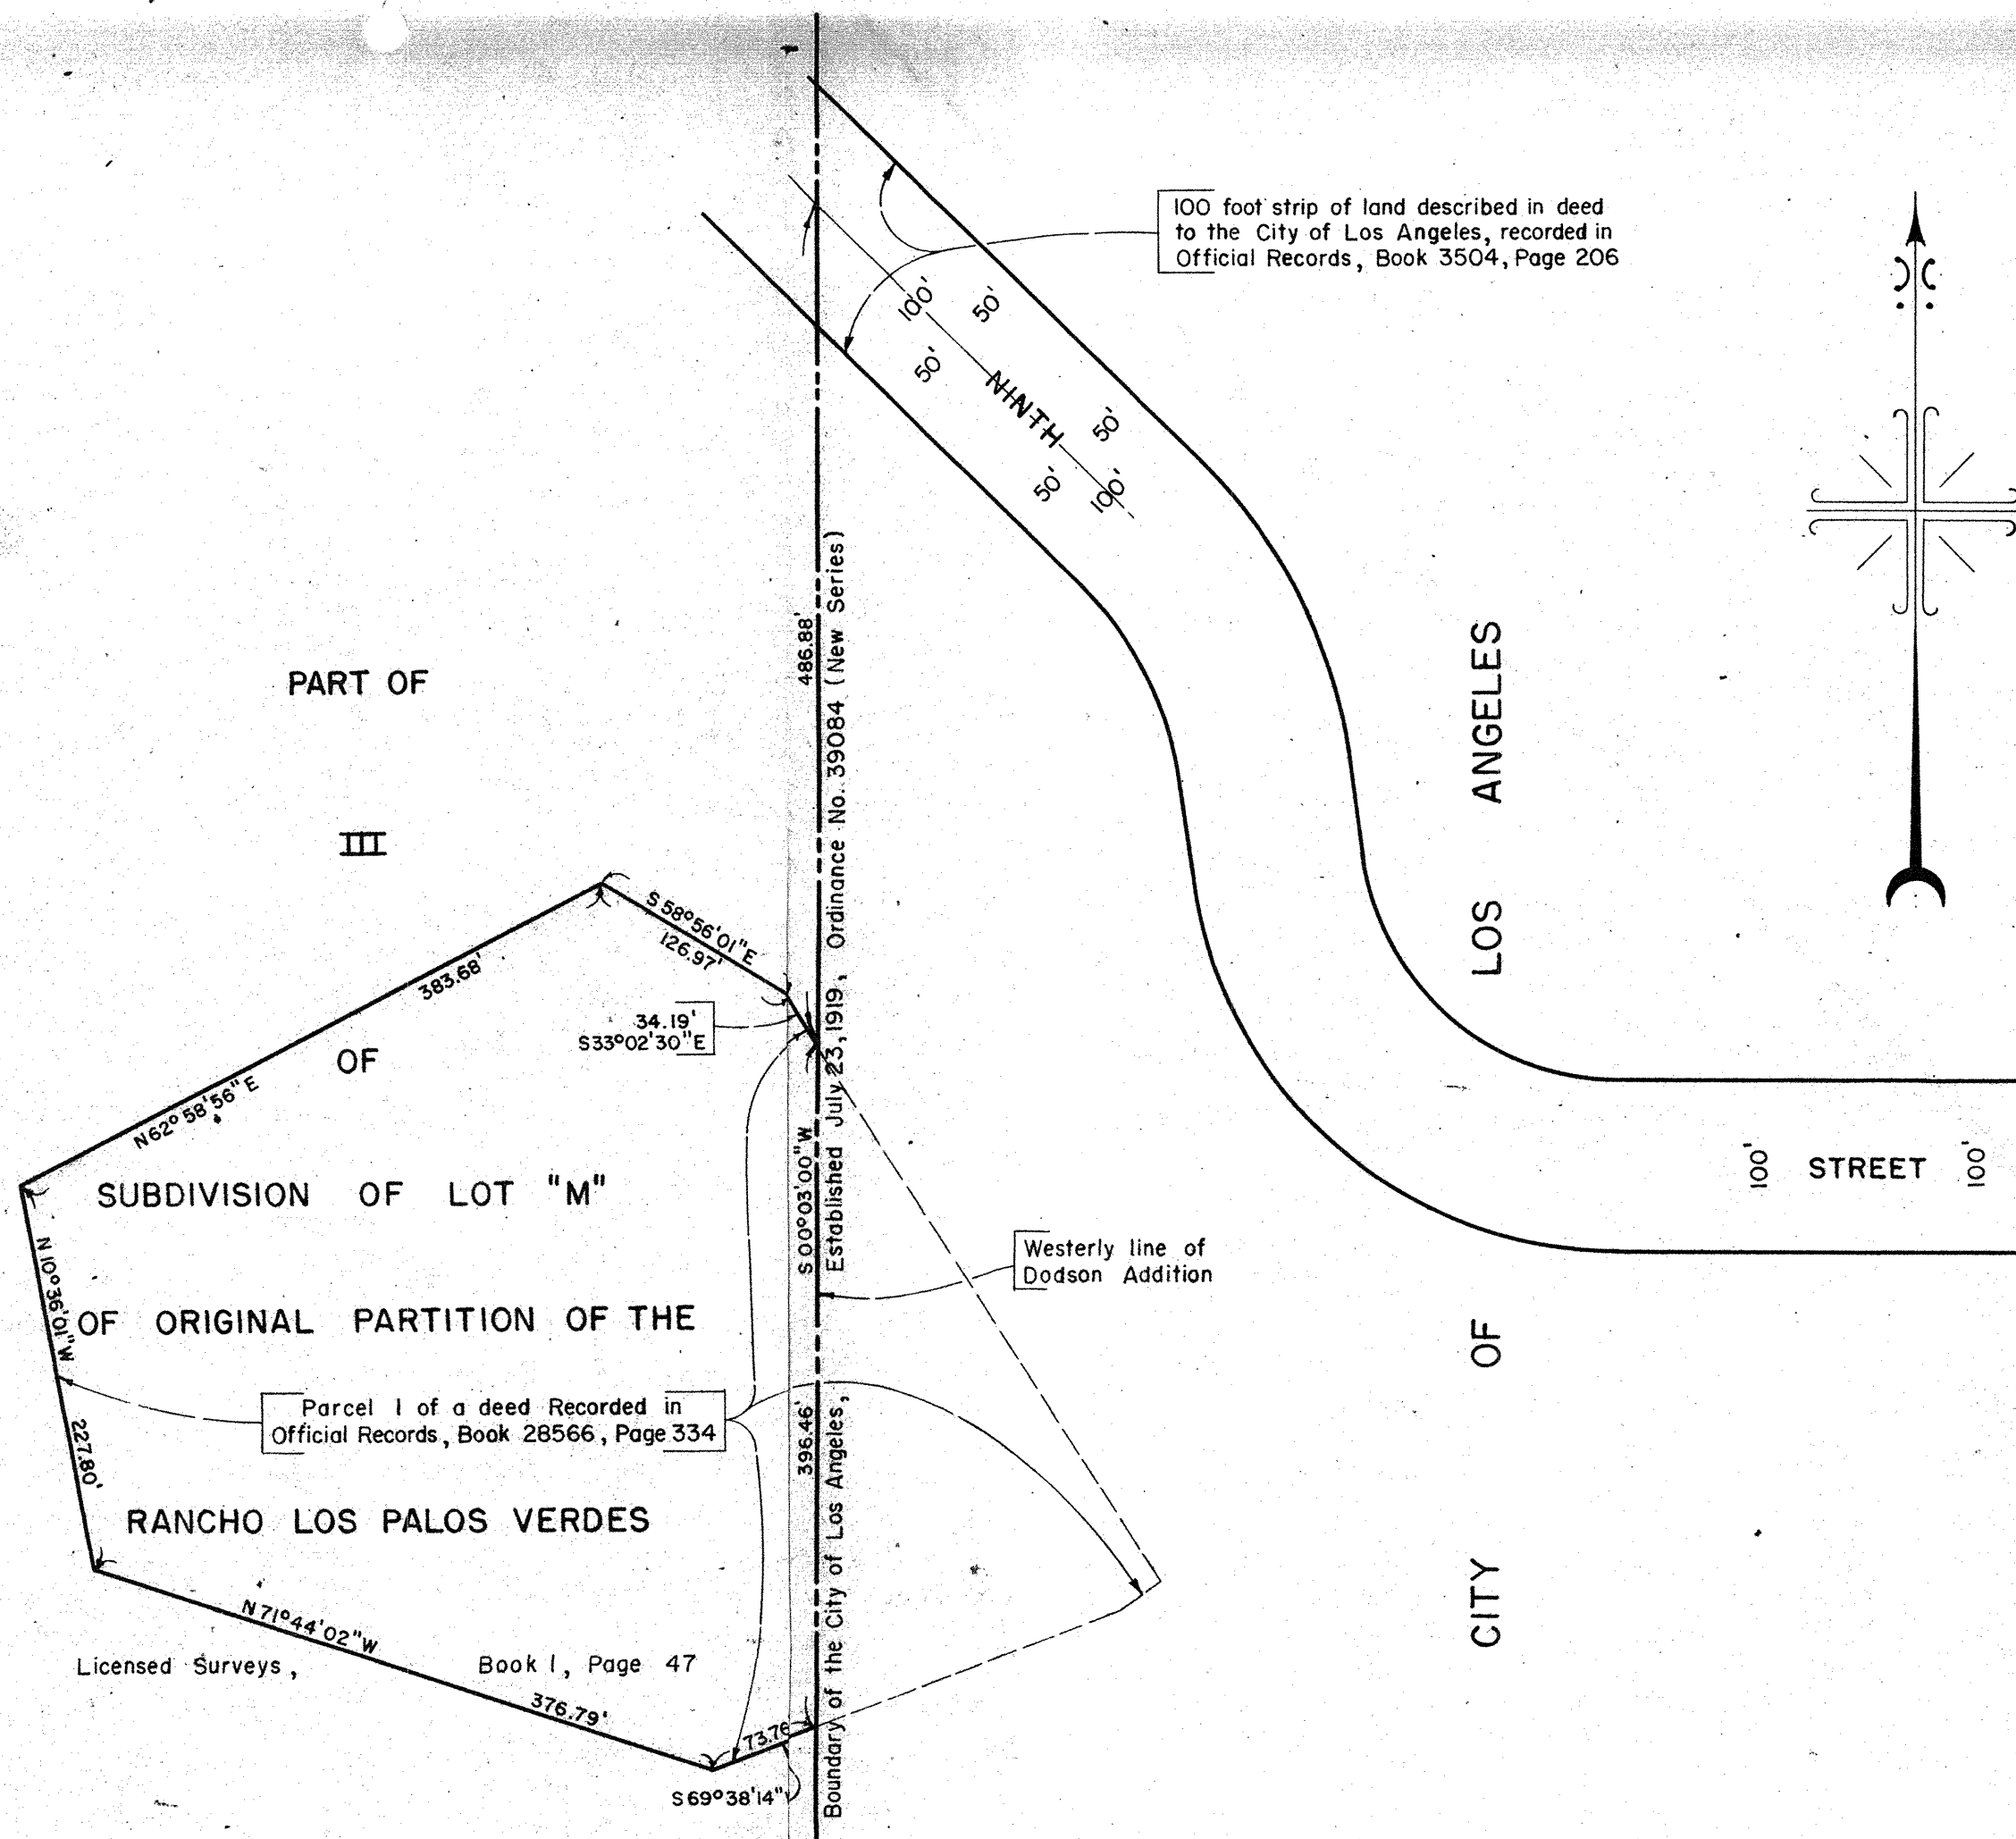 100 foot strip of land described in deed
to the City of Los Angeles, recorded in
Official Records, Book 3504, Page 206
100'
50'
50'
NINTH
50'
50'
100'
486.88'
PART OF
III
OF
SUBDIVISION OF LOT "M"
OF ORIGINAL PARTITION OF THE
RANCHO LOS PALOS VERDES
Licensed Surveys, Book 1, Page 47
S 58°56'01" E
126.97'
34.19'
S33°02'30"E
383.68'
N62°58'56"E
N 10°36'01" W
227.80'
N 71°44'02" W
376.79'
73.76
S69°38'14"
Parcel 1 of a deed Recorded in
Official Records, Book 28566, Page 334
S 00°03'00" W
396.46'
Boundary of the City of Los Angeles, Established July 23, 1919, Ordinance No. 39084 (New Series)
Westerly line of
Dodson Addition
100' STREET 100'
CITY OF LOS ANGELES